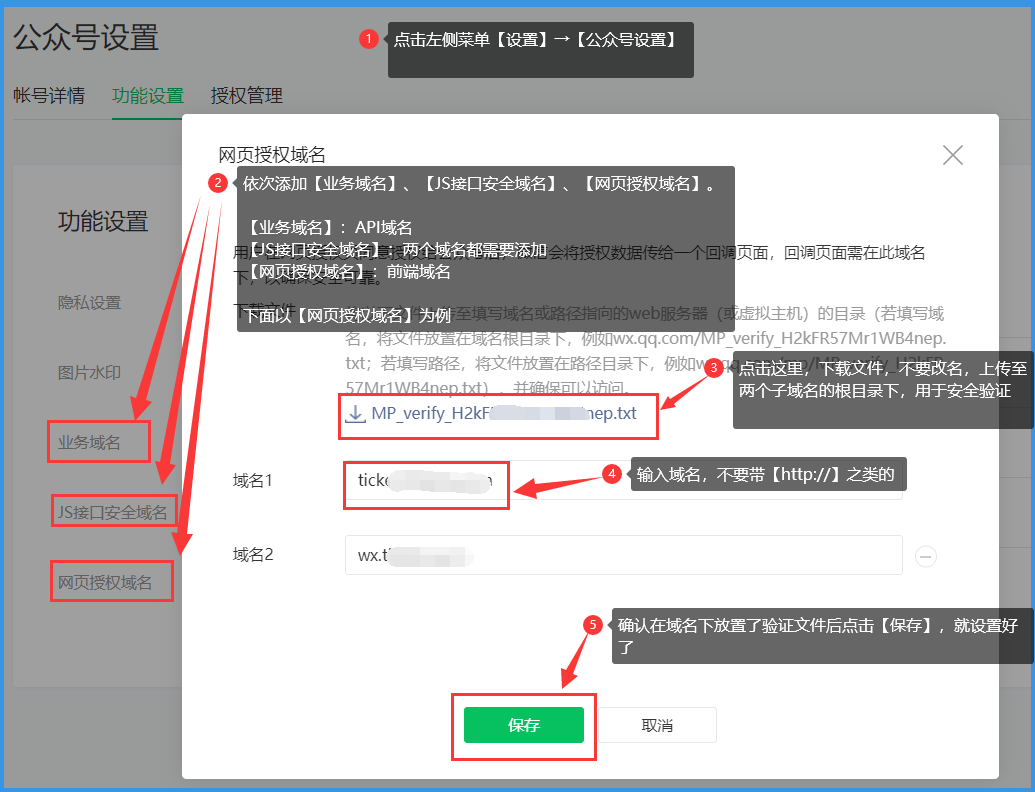 公众号设置
1
点击左侧菜单【设置】→【公众号设置】
帐号详情
功能设置
授权管理
网页授权域名
2
依次添加【业务域名】、【JS接口安全域名】、【网页授权域名】。
功能设置
【业务域名】：API域名
【JS接口安全域名】：两个域名都需要添加
会将授权数据传给一个回调页面，回调页面需在此域名
【网页授权域名】：前端域名
下，以确保安全可靠。
隐私设置
下载文件
下面以【网页授权域名】为例
至填写域名或路径指向的web服务器（或虚拟主机）的目录（若填写域
名，将文件放置在域名根目录下，例如wx.qq.com/MP_verify_H2kFR57Mr1WB4nep.
txt；若填写路径，将文件放置在路径目录下，例如
57Mr1WB4nep.txt），并确保可以访问。
3
点击这里，下载文件，不要改名，上传至
两个子域名的根目录下，用于安全验证
图片水印
MP_verify_H2kF
nep.txt
业务域名
域名1
ticke
4
输入域名，不要带【http://】之类的
JS接口安全域名
域名2
wx.t
网页授权域名
5
确认在域名下放置了验证文件后点击【保存】，就设置好
了
保存
取消